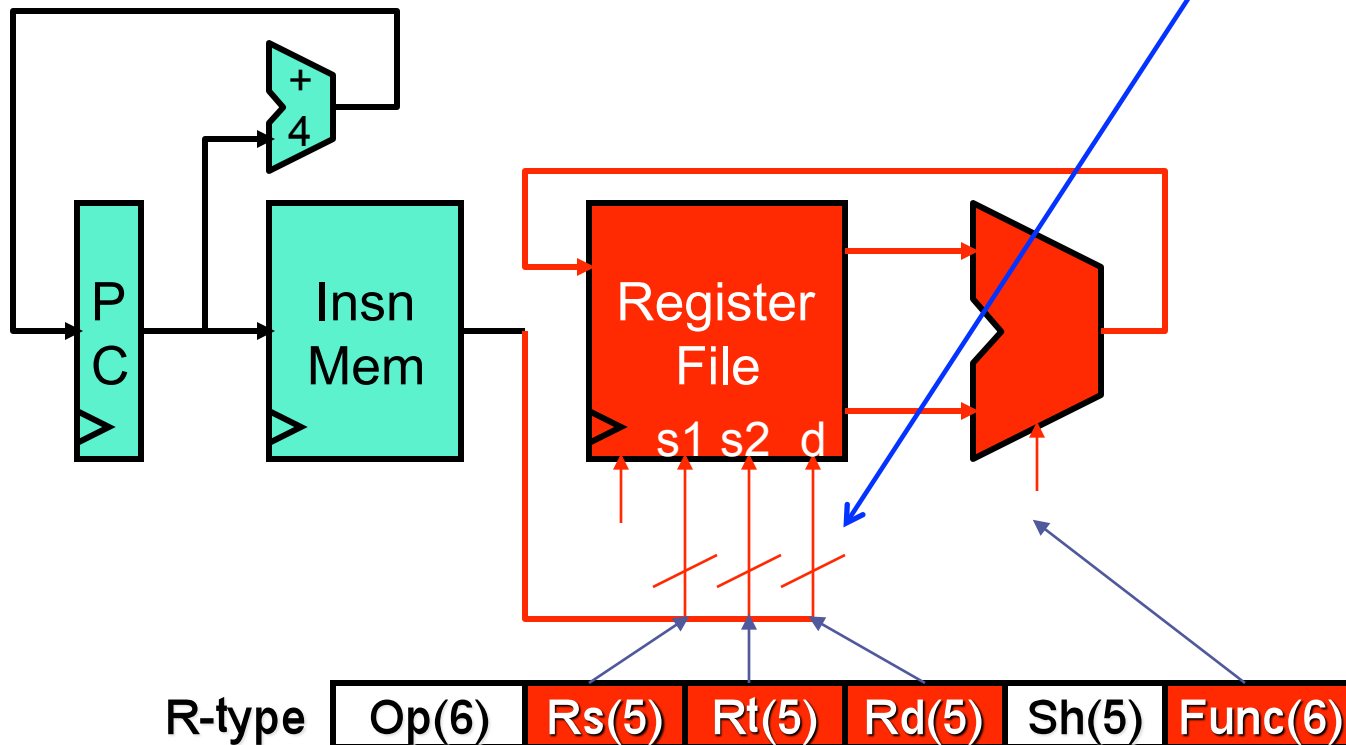 +
4
P
C
Insn
Mem
Register
File
s1 s2 d
R-type Op(6) Rs(5) Rt(5) Rd(5) Sh(5) Func(6)